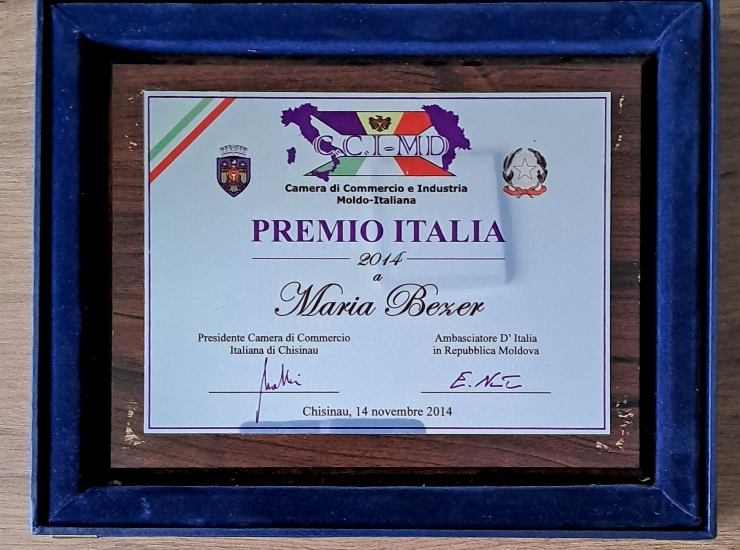 C.C.I-MD
Camera di Commercio e Industria
Moldo-Italiana
PREMIO ITALIA
2014
a
Maria Bezer
Presidente Camera di Commercio
Italiana di Chisinau
Ambasciatore D' Italia
in Repubblica Moldova
Chisinau, 14 novembre 2014